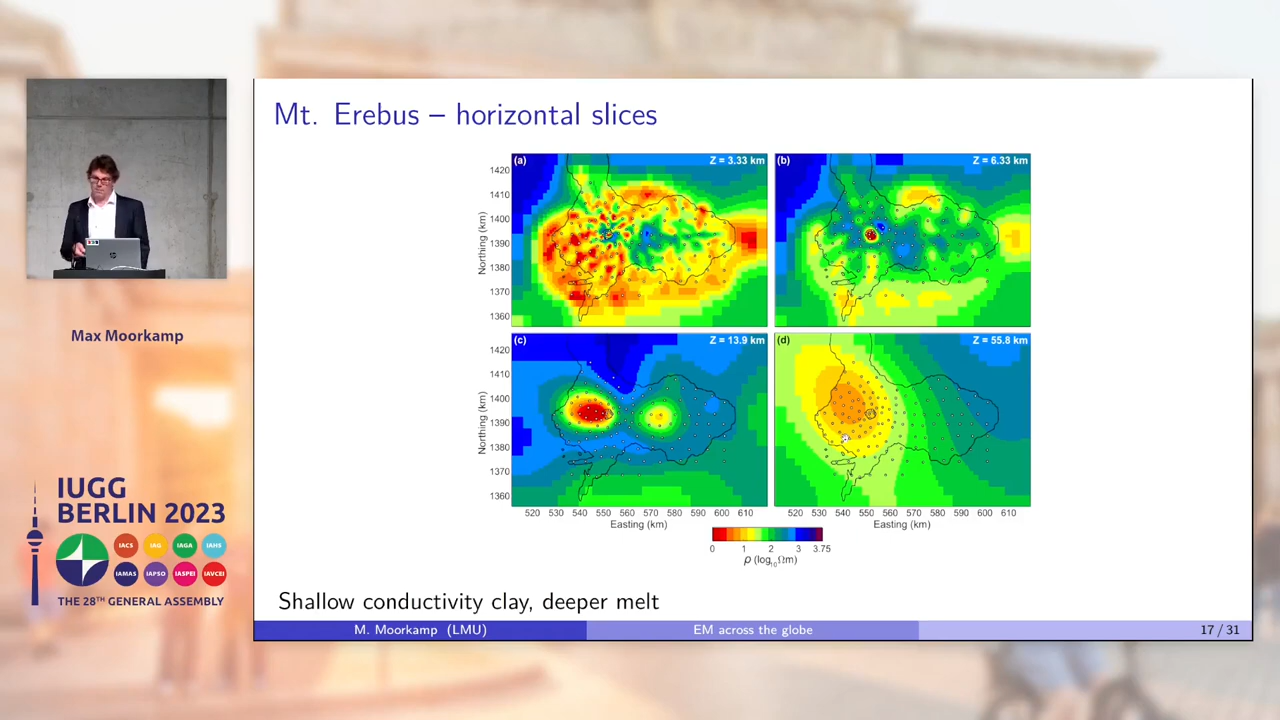 Mt. Erebus – horizontal slices
(a)
Z = 3.33 km
(b)
Z = 6.33 km
1420
1410
1400
1390
1380
1370
1360
Northing (km)
(c)
Z = 13.9 km
(d)
Z = 55.8 km
1420
1410
1400
1390
1380
1370
1360
Northing (km)
520 530 540 550 560 570 580 590 600 610
520 530 540 550 560 570 580 590 600 610
Easting (km)
Easting (km)
0 1 2 3 3.75
ρ (log10Ωm)
Shallow conductivity clay, deeper melt
M. Moorkamp (LMU)
EM across the globe
17 / 31
Max Moorkamp
IUGG
BERLIN 2023
IACS IAG IAGA IAHS
IAMAS IAPSO IASPEI IAVCEI
THE 28TH GENERAL ASSEMBLY
hp